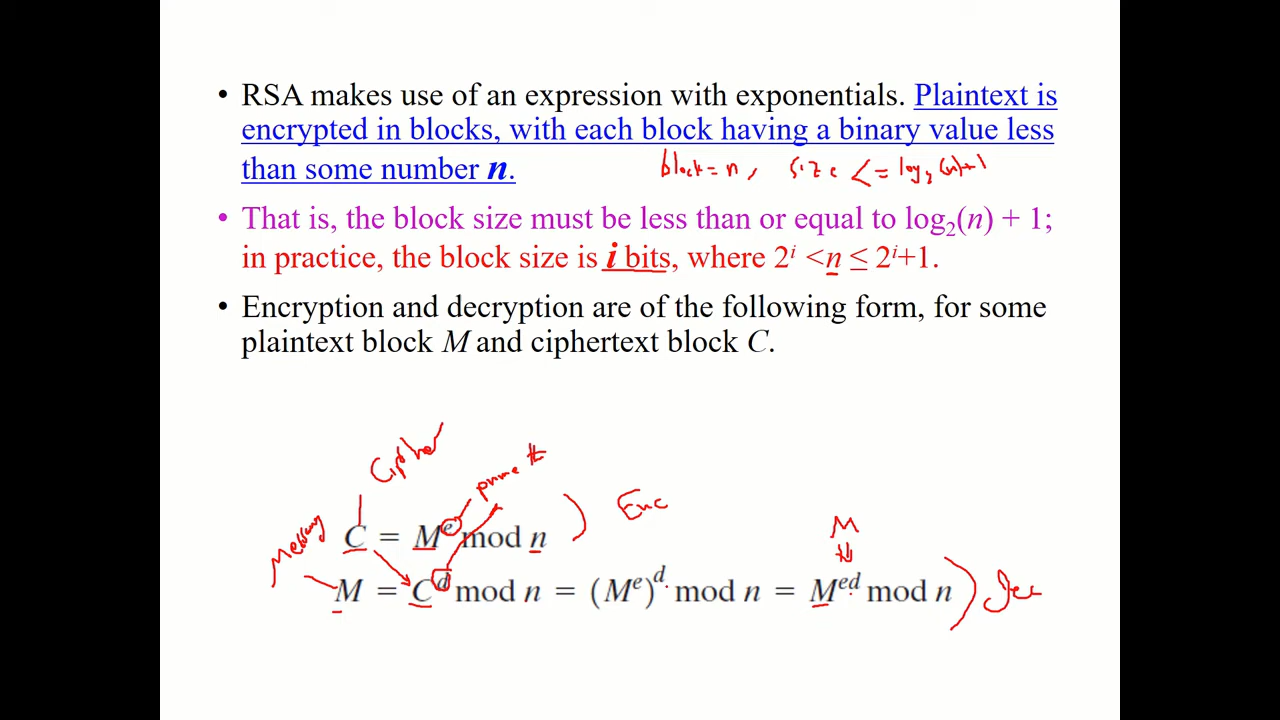 • RSA makes use of an expression with exponentials. Plaintext is
encrypted in blocks, with each block having a binary value less
than some number n.
block = n, size <= log₂(n)+1
• That is, the block size must be less than or equal to log₂(n) + 1;
in practice, the block size is i bits, where 2ⁱ <n ≤ 2ⁱ+1.
• Encryption and decryption are of the following form, for some
plaintext block M and ciphertext block C.
Cipher
prime #
Enc
M
C = Mᵉ mod n
M = Cᵈ mod n = (Mᵉ)ᵈ mod n = Mᵉᵈ mod n